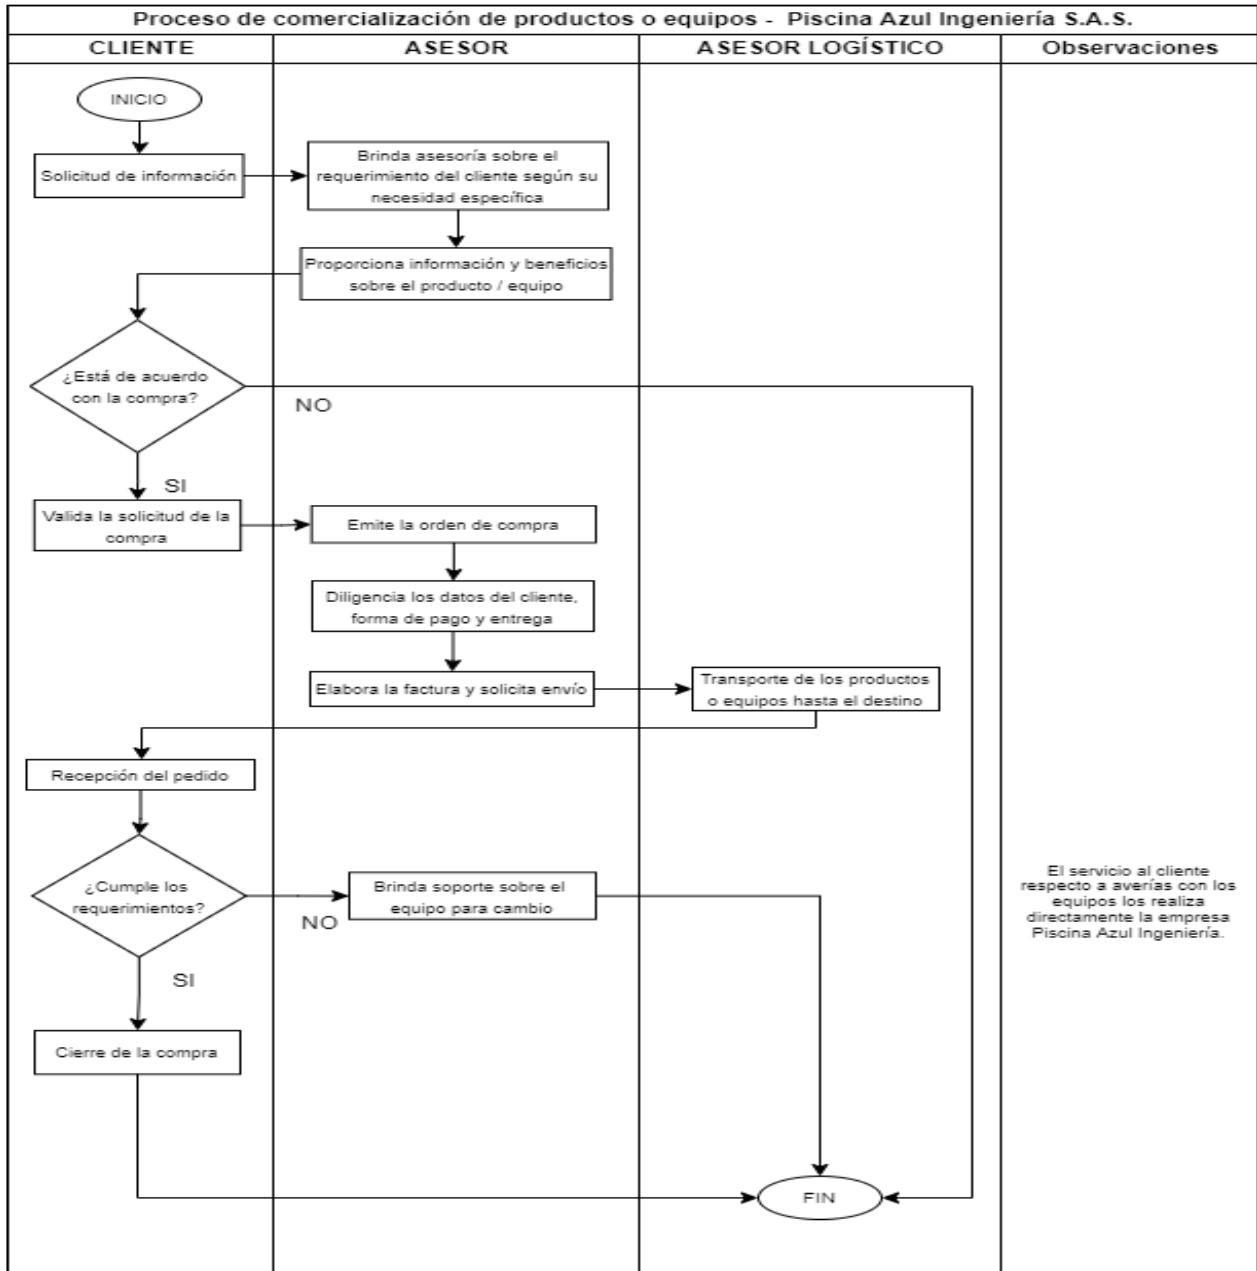 Proceso de comercialización de productos o equipos - Piscina Azul Ingeniería S.A.S.
CLIENTE
ASESOR
ASESOR LOGÍSTICO
Observaciones
INICIO
Solicitud de información
Brinda asesoría sobre el
requerimiento del cliente según su
necesidad específica
Proporciona información y beneficios
sobre el producto / equipo
¿Está de acuerdo
con la compra?
NO
SI
Valida la solicitud de la
compra
Emite la orden de compra
Diligencia los datos del cliente,
forma de pago y entrega
Elabora la factura y solicita envío
Transporte de los productos
o equipos hasta el destino
Recepción del pedido
¿Cumple los
requerimientos?
NO
Brinda soporte sobre el
equipo para cambio
El servicio al cliente
respecto a averías con los
equipos los realiza
directamente la empresa
Piscina Azul Ingeniería.
SI
Cierre de la compra
FIN